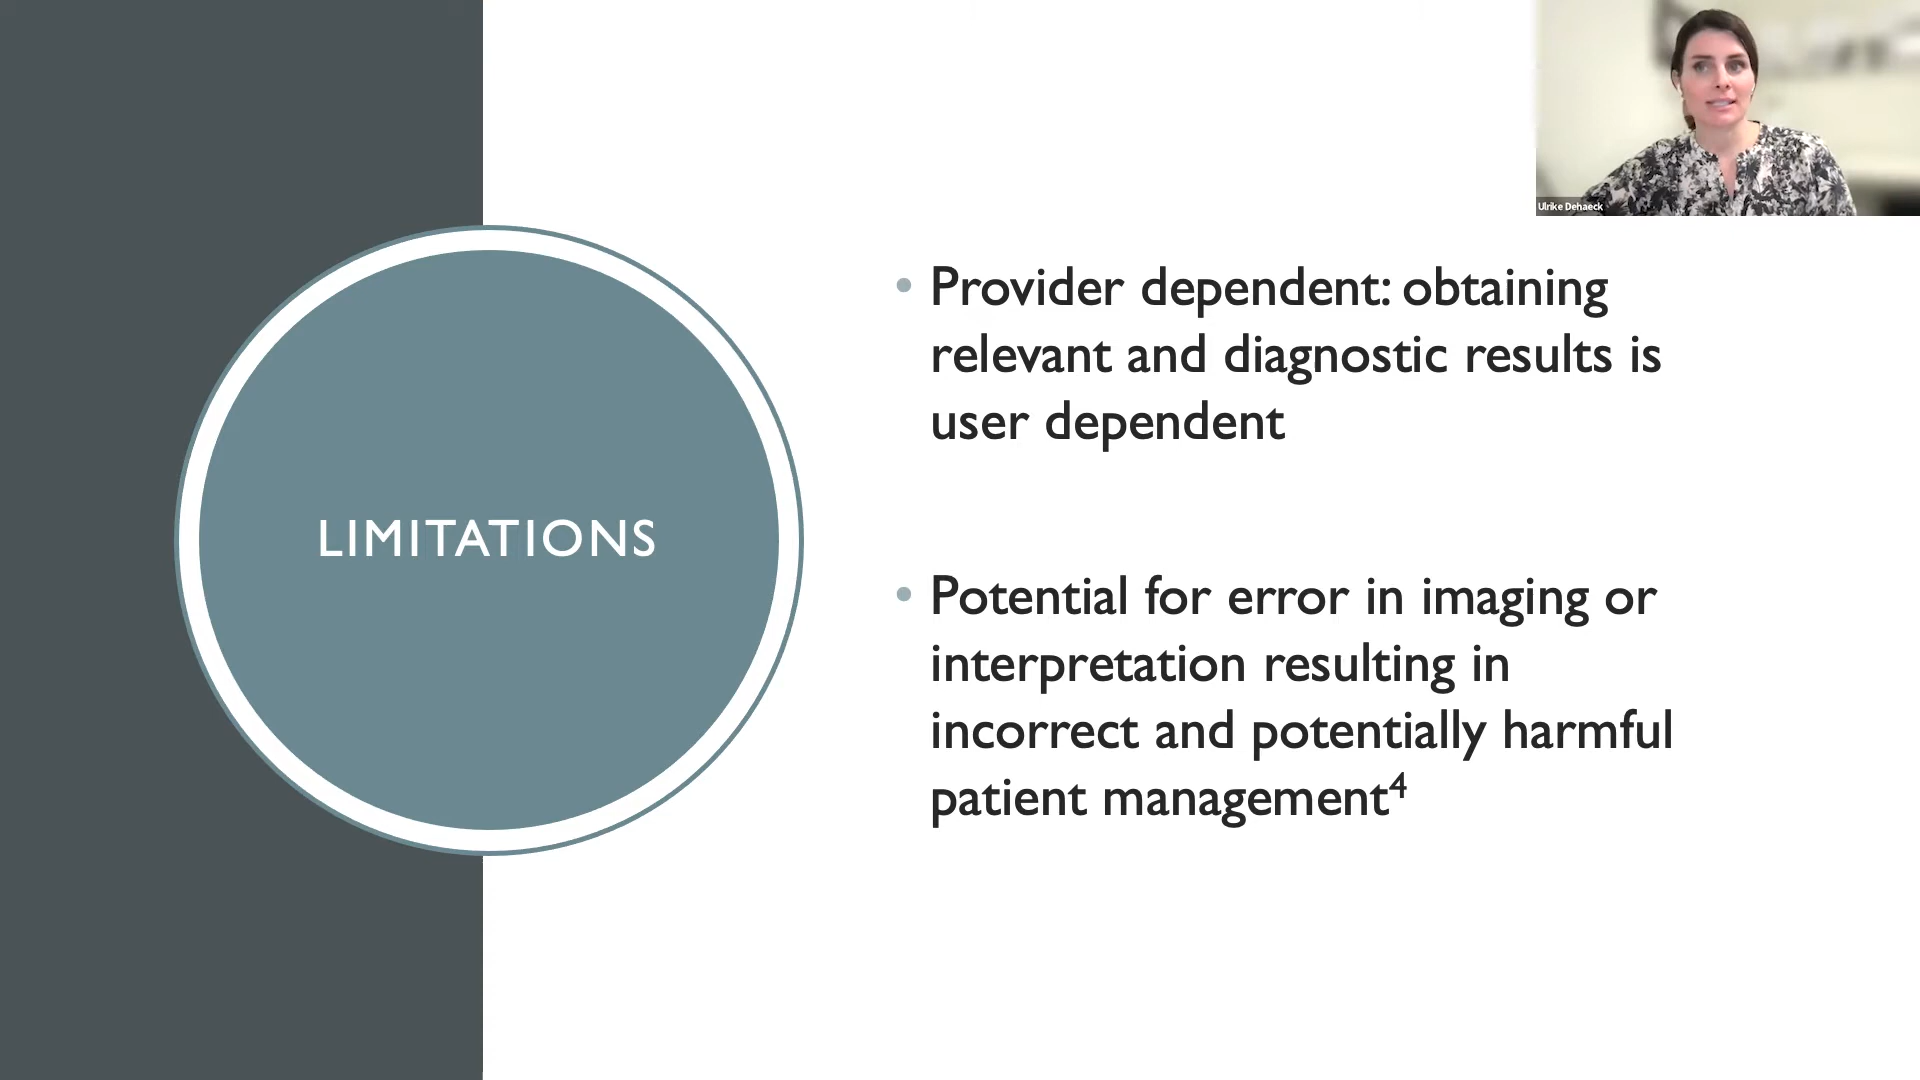 Ulrike Dehaeck
LIMITATIONS
• Provider dependent: obtaining
relevant and diagnostic results is
user dependent
• Potential for error in imaging or
interpretation resulting in
incorrect and potentially harmful
patient management⁴